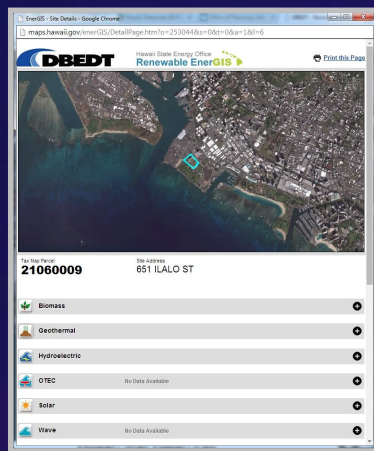 EnerGIS - Site Details - Google Chrome
maps.hawaii.gov/enerGIS/DetailPage.htm?o=253044&s=0&t=0&a=1&l=6
DBEDT
Hawaii State Energy Office
Renewable EnerGIS
Print this Page
Tax Map Parcel
21060009
Site Address
651 ILALO ST
Biomass
Geothermal
Hydroelectric
OTEC No Data Available
Solar
Wave No Data Available